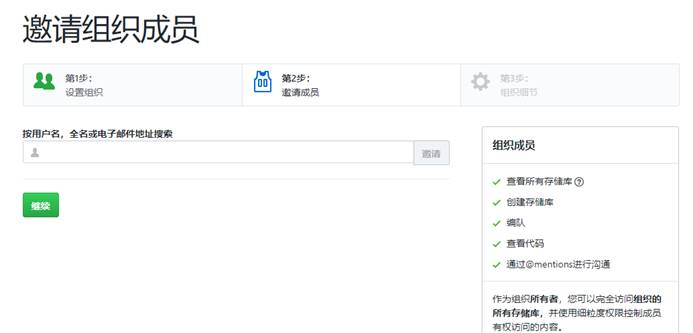 邀请组织成员
第1步：
设置组织
第2步：
邀请成员
第3步：
组织细节
按用户名，全名或电子邮件地址搜索
邀请
继续
组织成员
查看所有存储库
创建存储库
编队
查看代码
通过@mentions进行沟通
作为组织所有者，您可以完全访问组织的
所有存储库，并使用细粒度权限控制成员
有权访问的内容。